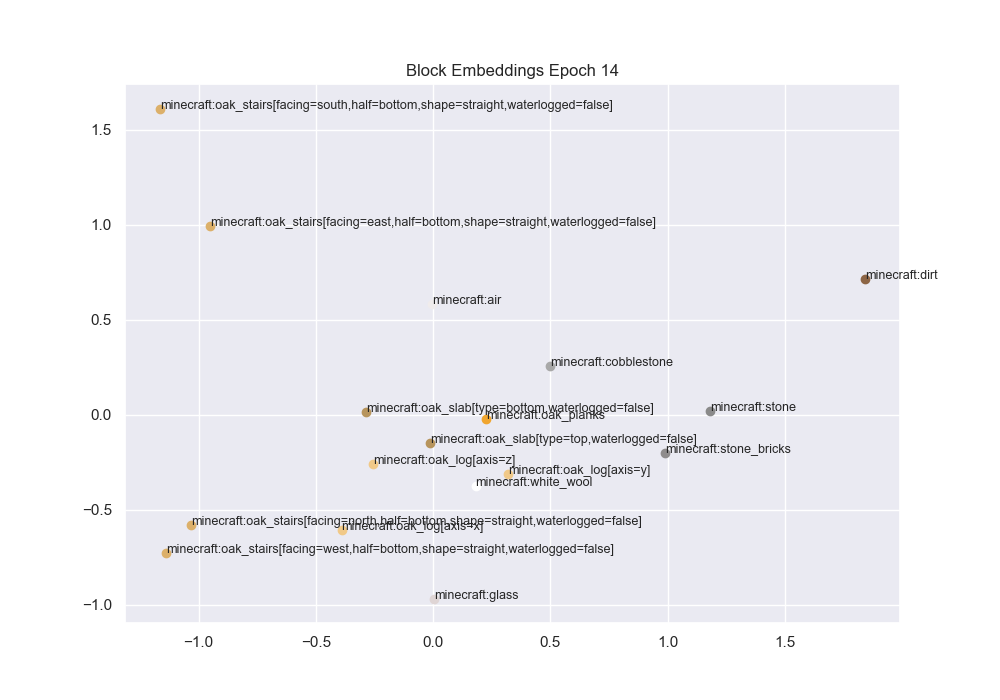 Block Embeddings Epoch 14
minecraft:oak_stairs[facing=south,half=bottom,shape=straight,waterlogged=false]
1.5
minecraft:oak_stairs[facing=east,half=bottom,shape=straight,waterlogged=false]
1.0
minecraft:dirt
minecraft:air
0.5
minecraft:cobblestone
minecraft:oak_slab[type=bottom,waterlogged=false]
minecraft:stone
0.0
minecraft:oak_planks
minecraft:oak_slab[type=top,waterlogged=false]
minecraft:stone_bricks
minecraft:oak_log[axis=z]
minecraft:oak_log[axis=y]
minecraft:white_wool
−0.5
minecraft:oak_stairs[facing=north,half=bottom,shape=straight,waterlogged=false]
minecraft:oak_log[axis=x]
minecraft:oak_stairs[facing=west,half=bottom,shape=straight,waterlogged=false]
minecraft:glass
−1.0
−1.0 −0.5 0.0 0.5 1.0 1.5